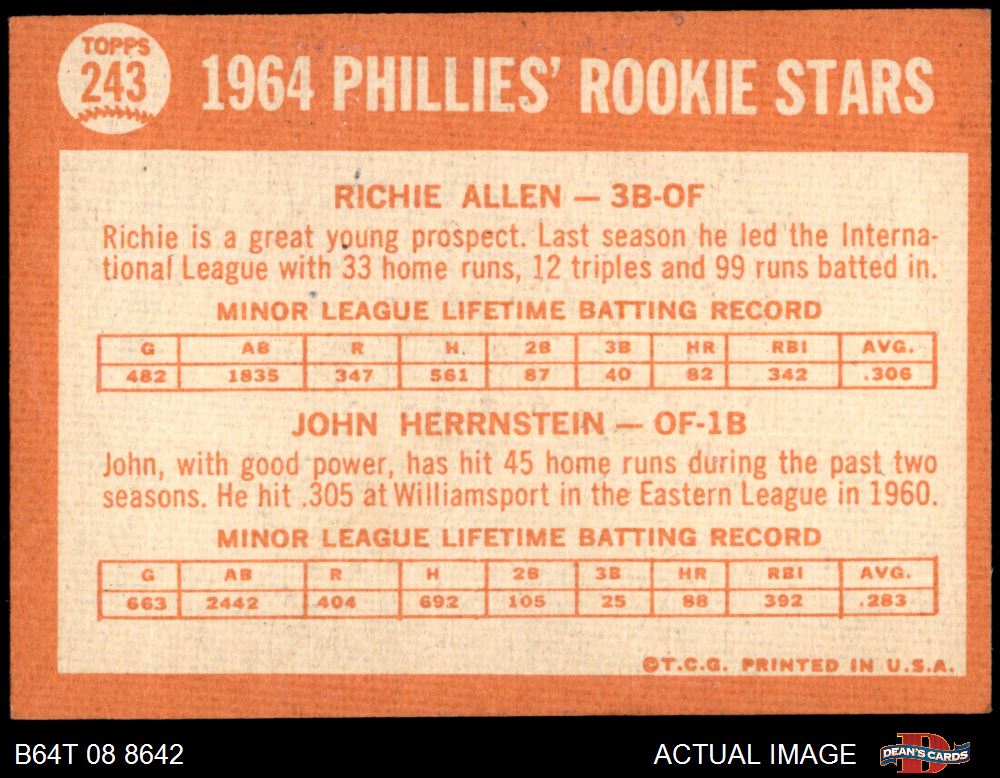 TOPPS
243
1964 PHILLIES' ROOKIE STARS
RICHIE ALLEN — 3B-OF
Richie is a great young prospect. Last season he led the Interna-
tional League with 33 home runs, 12 triples and 99 runs batted in.
MINOR LEAGUE LIFETIME BATTING RECORD
G AB R H 2B 3B HR RBI AVG.
482 1835 347 561 87 40 82 342 .306
JOHN HERRNSTEIN — OF-1B
John, with good power, has hit 45 home runs during the past two
seasons. He hit .305 at Williamsport in the Eastern League in 1960.
MINOR LEAGUE LIFETIME BATTING RECORD
G AB R H 2B 3B HR RBI AVG.
663 2442 404 692 105 25 88 392 .283
©T.C.G. PRINTED IN U.S.A.
B64T 08 8642
ACTUAL IMAGE
D
DEAN'S CARDS